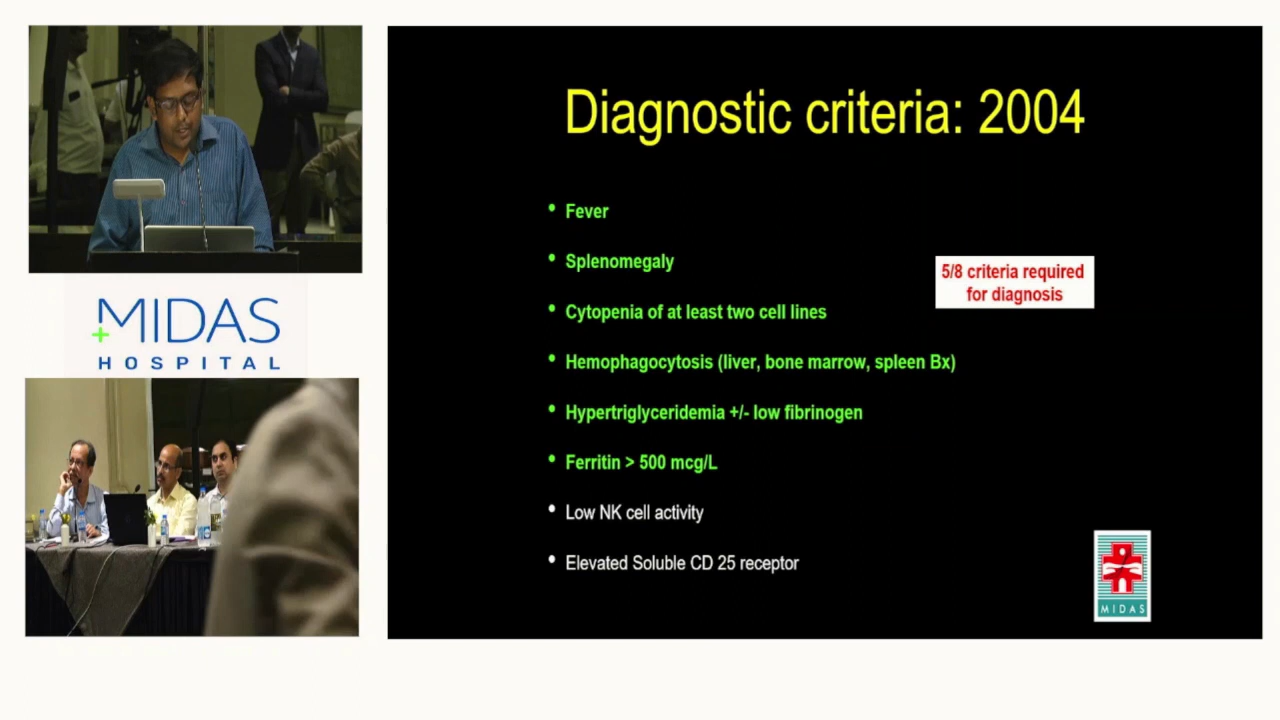 MIDAS
HOSPITAL
Diagnostic criteria: 2004
• Fever
• Splenomegaly
• Cytopenia of at least two cell lines
• Hemophagocytosis (liver, bone marrow, spleen Bx)
• Hypertriglyceridemia +/- low fibrinogen
• Ferritin > 500 mcg/L
• Low NK cell activity
• Elevated Soluble CD 25 receptor
5/8 criteria required
for diagnosis
MIDAS